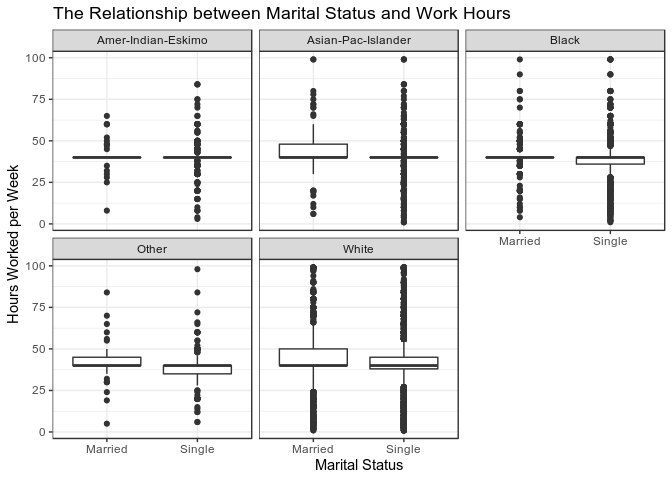 The Relationship between Marital Status and Work Hours
Amer-Indian-Eskimo
Asian-Pac-Islander
Black
100
75
50
25
0
Married
Single
Other
White
100
75
50
25
0
Married
Single
Married
Single
Hours Worked per Week
Marital Status